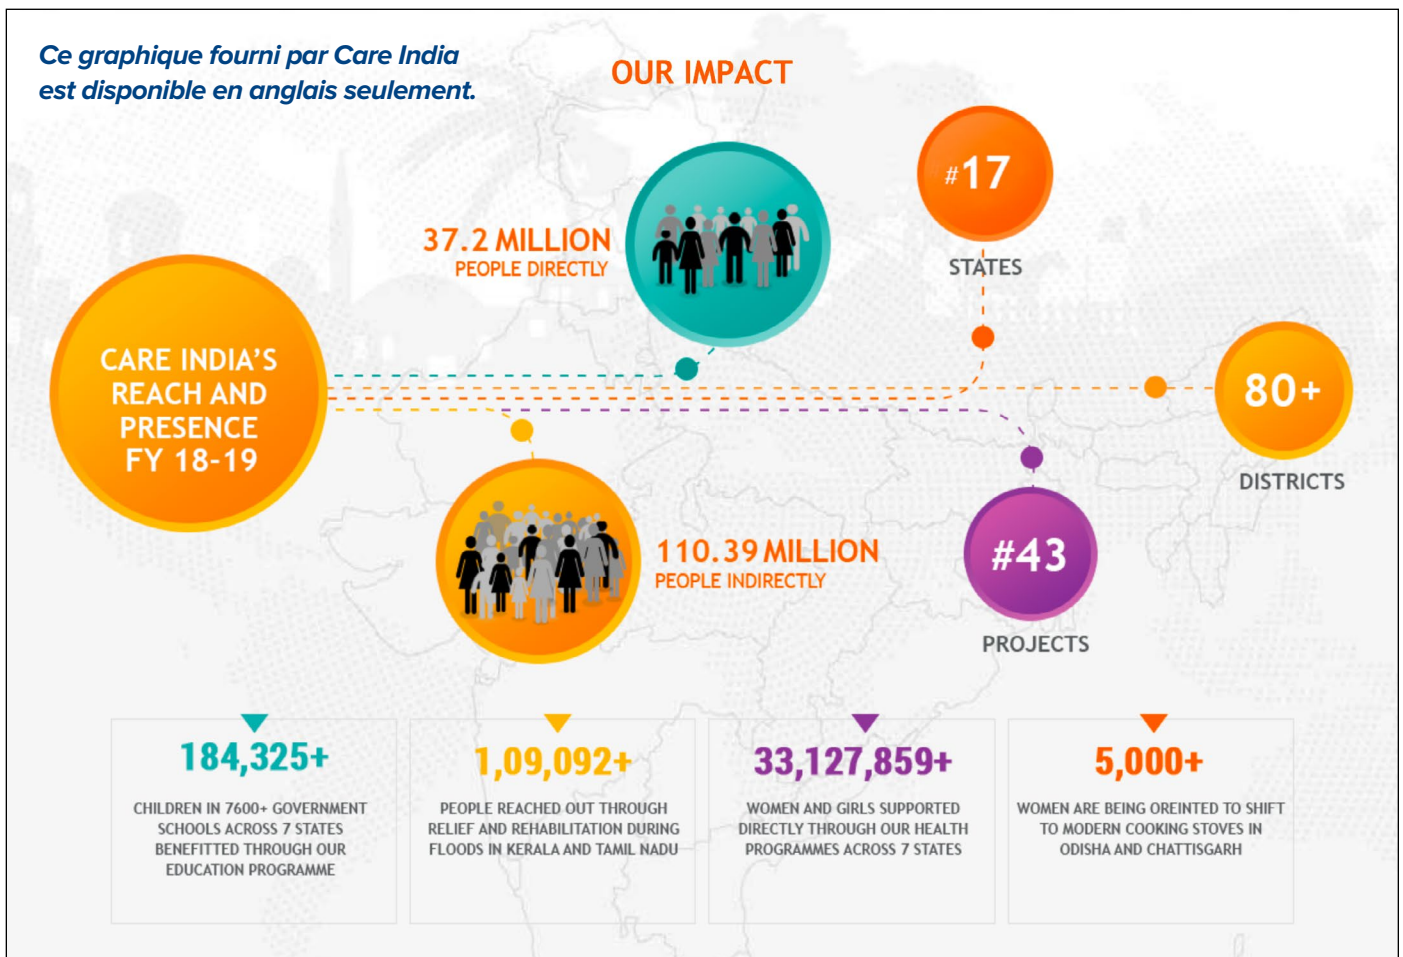 Ce graphique fourni par Care India
est disponible en anglais seulement.
OUR IMPACT
#17
STATES
37.2 MILLION
PEOPLE DIRECTLY
CARE INDIA'S
REACH AND
PRESENCE
FY 18-19
80+
DISTRICTS
110.39 MILLION
PEOPLE INDIRECTLY
#43
PROJECTS
184,325+
CHILDREN IN 7600+ GOVERNMENT
SCHOOLS ACROSS 7 STATES
BENEFITTED THROUGH OUR
EDUCATION PROGRAMME
1,09,092+
PEOPLE REACHED OUT THROUGH
RELIEF AND REHABILITATION DURING
FLOODS IN KERALA AND TAMIL NADU
33,127,859+
WOMEN AND GIRLS SUPPORTED
DIRECTLY THROUGH OUR HEALTH
PROGRAMMES ACROSS 7 STATES
5,000+
WOMEN ARE BEING OREINTED TO SHIFT
TO MODERN COOKING STOVES IN
ODISHA AND CHATTISGARH